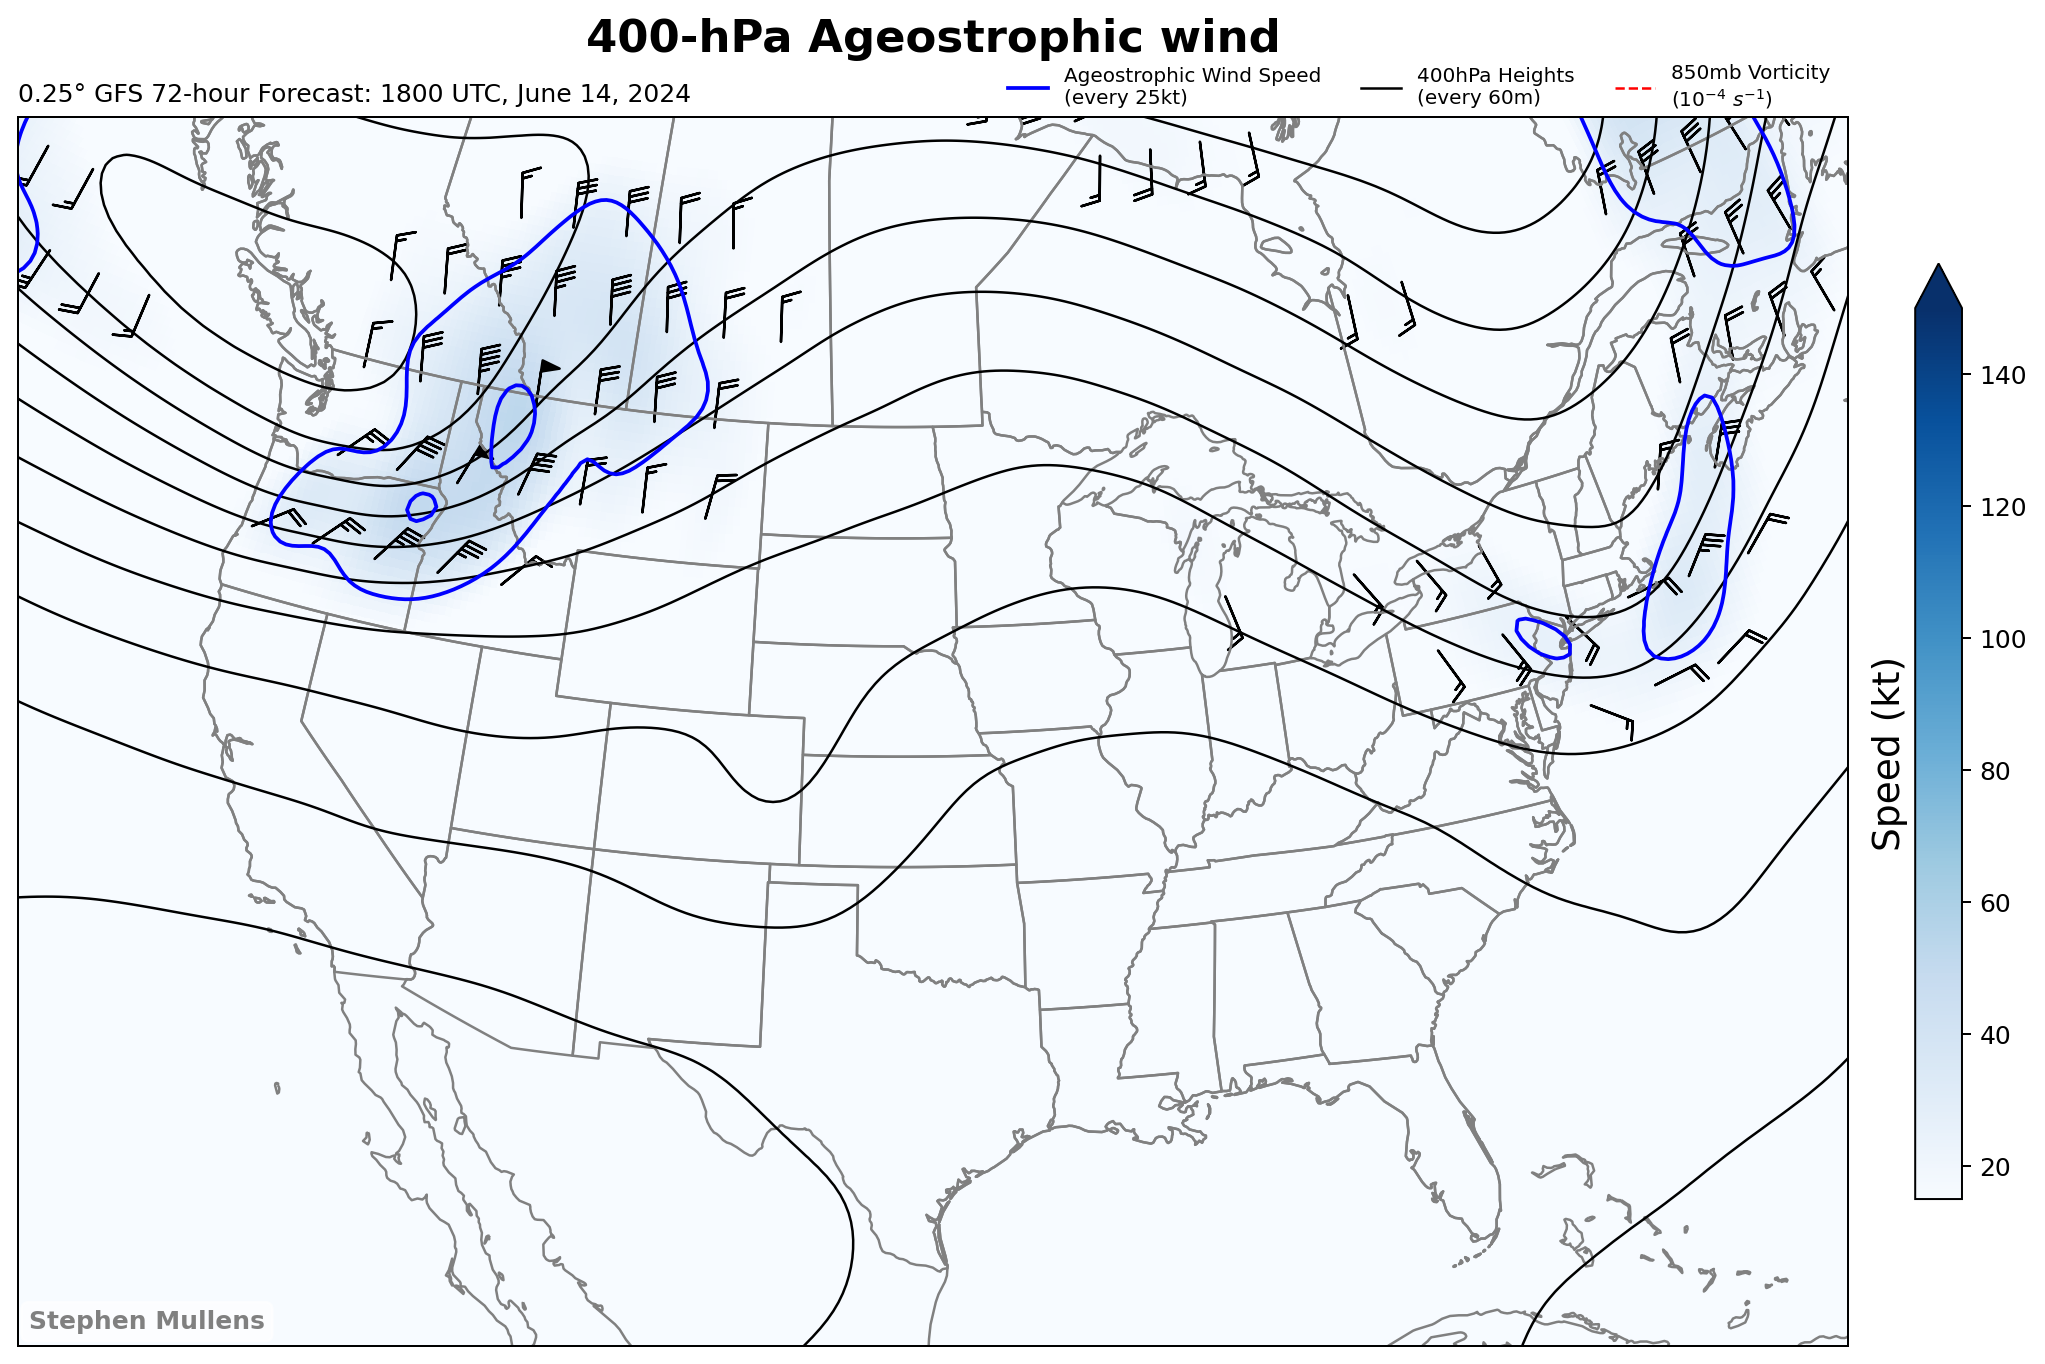 400-hPa Ageostrophic wind
0.25° GFS 72-hour Forecast: 1800 UTC, June 14, 2024
Ageostrophic Wind Speed
(every 25kt)
400hPa Heights
(every 60m)
850mb Vorticity
(10⁻⁴ s⁻¹)
140
120
100
80
60
40
20
Speed (kt)
Stephen Mullens